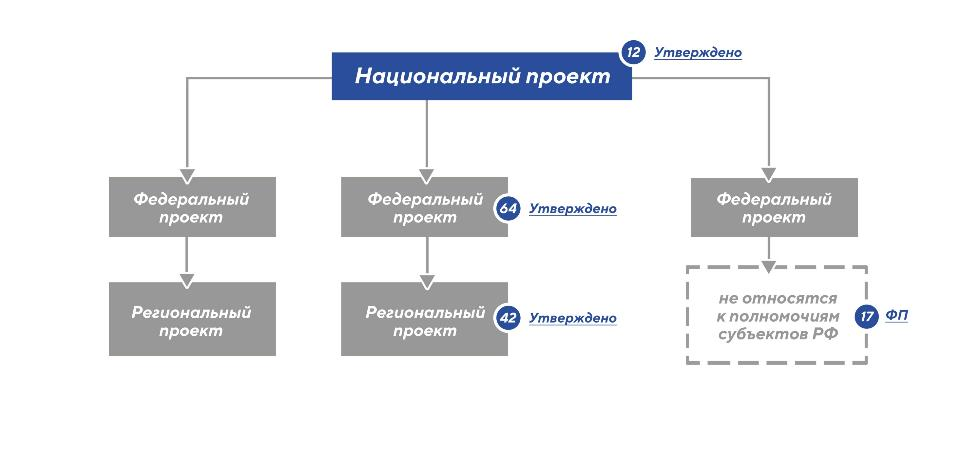 12 Утверждено
Национальный проект
Федеральный
проект
Федеральный
проект
64 Утверждено
Федеральный
проект
Региональный
проект
Региональный
проект
42 Утверждено
не относятся
к полномочиям
субъектов РФ
17 ФП